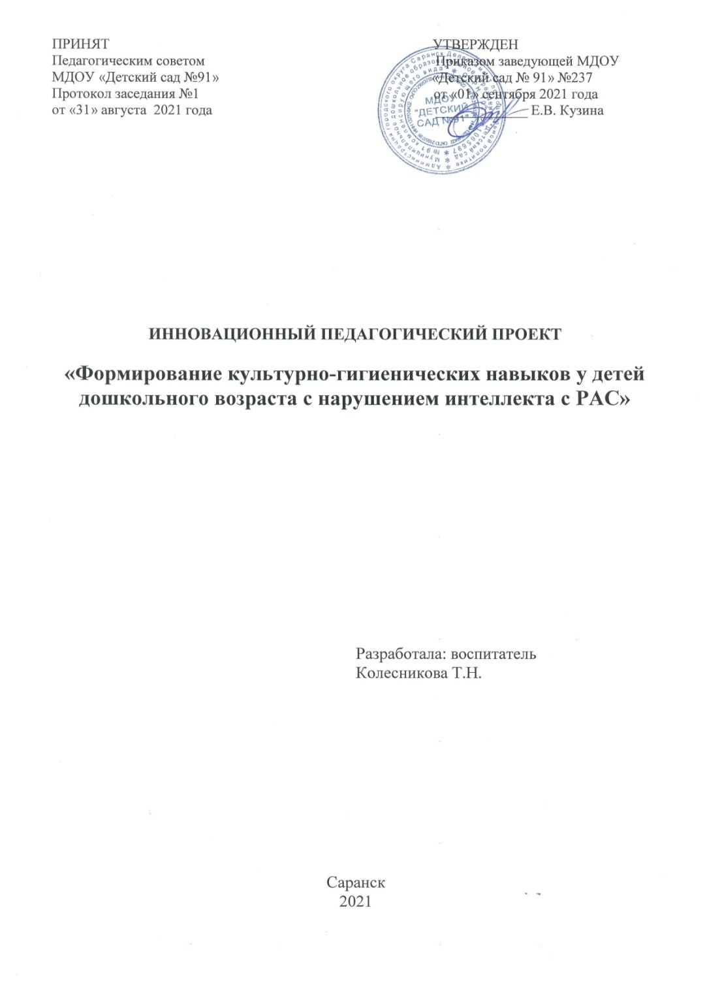 ПРИНЯТ
Педагогическим советом
МДОУ «Детский сад №91»
Протокол заседания №1
от «31» августа 2021 года
УТВЕРЖДЕН
Приказом заведующей МДОУ
«Детский сад № 91» №237
от «01» сентября 2021 года
Е.В. Кузина
МДОУ
"ДЕТСКИЙ
САД №91"
ИННОВАЦИОННЫЙ ПЕДАГОГИЧЕСКИЙ ПРОЕКТ
«Формирование культурно-гигиенических навыков у детей
дошкольного возраста с нарушением интеллекта с РАС»
Разработала: воспитатель
Колесникова Т.Н.
Саранск
2021